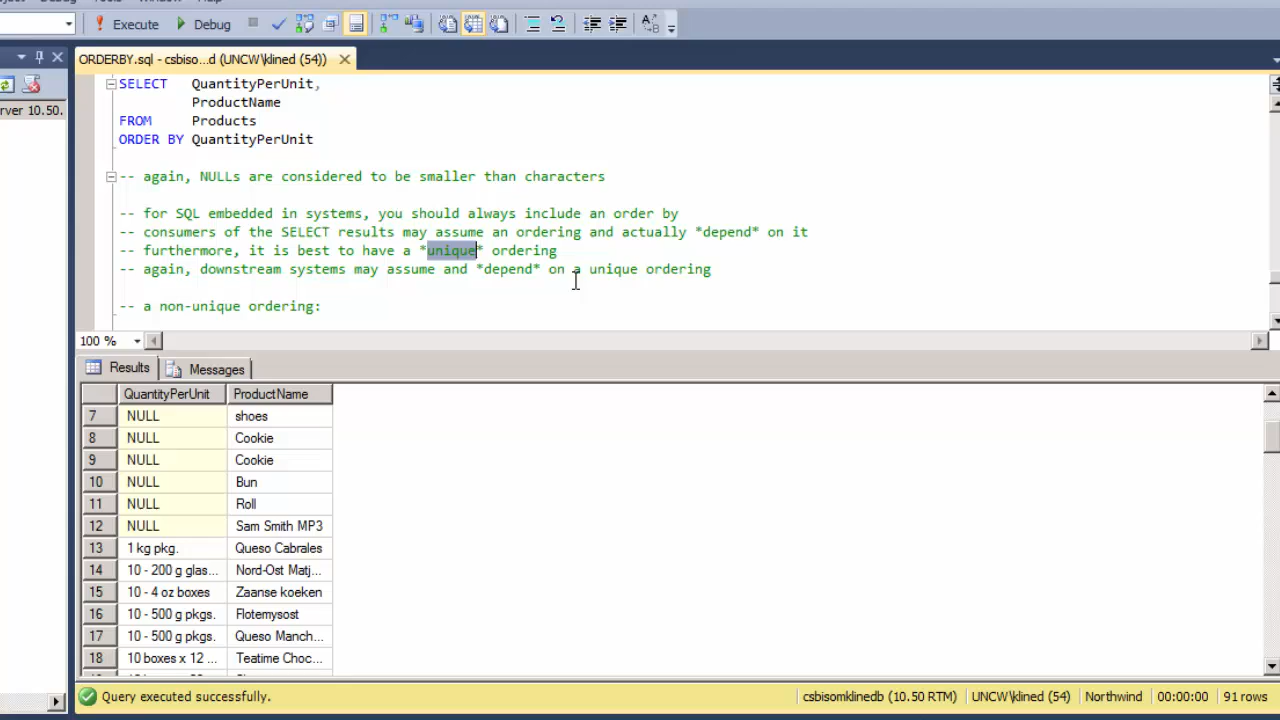 Execute Debug
ORDERBY.sql - csbiso...d (UNCW\klined (54))
rver 10.50.
SELECT QuantityPerUnit,
ProductName
FROM Products
ORDER BY QuantityPerUnit
-- again, NULLs are considered to be smaller than characters
-- for SQL embedded in systems, you should always include an order by
-- consumers of the SELECT results may assume an ordering and actually *depend* on it
-- furthermore, it is best to have a *unique* ordering
-- again, downstream systems may assume and *depend* on a unique ordering
-- a non-unique ordering:
100 %
Results Messages
QuantityPerUnit ProductName
7 NULL shoes
8 NULL Cookie
9 NULL Cookie
10 NULL Bun
11 NULL Roll
12 NULL Sam Smith MP3
13 1 kg pkg. Queso Cabrales
14 10 - 200 g glas... Nord-Ost Matj...
15 10 - 4 oz boxes Zaanse koeken
16 10 - 500 g pkgs. Flotemysost
17 10 - 500 g pkgs. Queso Manch...
18 10 boxes x 12 ... Teatime Choc...
Query executed successfully. csbisomklinedb (10.50 RTM) UNCW\klined (54) Northwind 00:00:00 91 rows